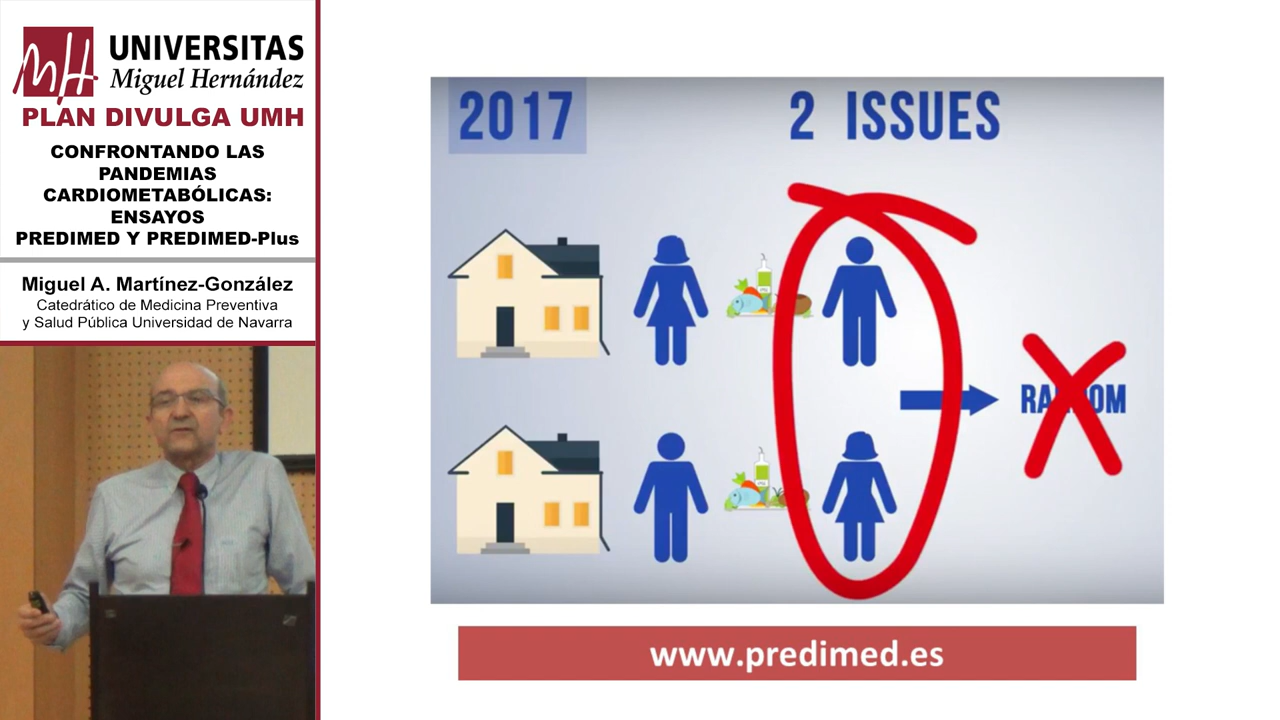 UNIVERSITAS
Miguel Hernández
PLAN DIVULGA UMH
CONFRONTANDO LAS
PANDEMIAS
CARDIOMETABÓLICAS:
ENSAYOS
PREDIMED Y PREDIMED-Plus
Miguel A. Martínez-González
Catedrático de Medicina Preventiva
y Salud Pública Universidad de Navarra
2017
2 ISSUES
RANDOM
www.predimed.es